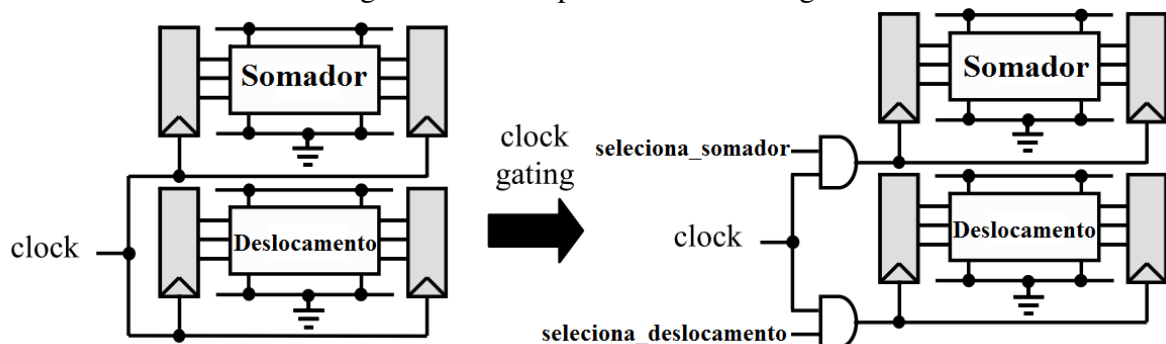 Somador
clock
Deslocamento
clock
gating
Somador
seleciona_somador
clock
Deslocamento
seleciona_deslocamento